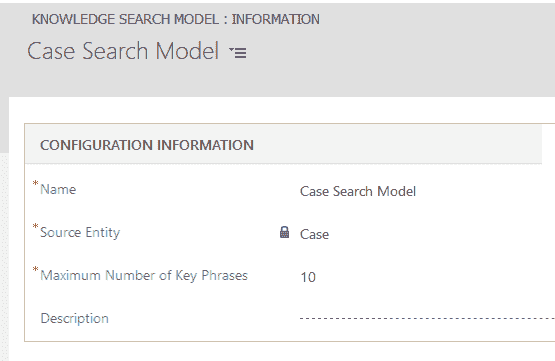 KNOWLEDGE SEARCH MODEL : INFORMATION
Case Search Model
CONFIGURATION INFORMATION
*Name Case Search Model
*Source Entity Case
*Maximum Number of Key Phrases 10
Description